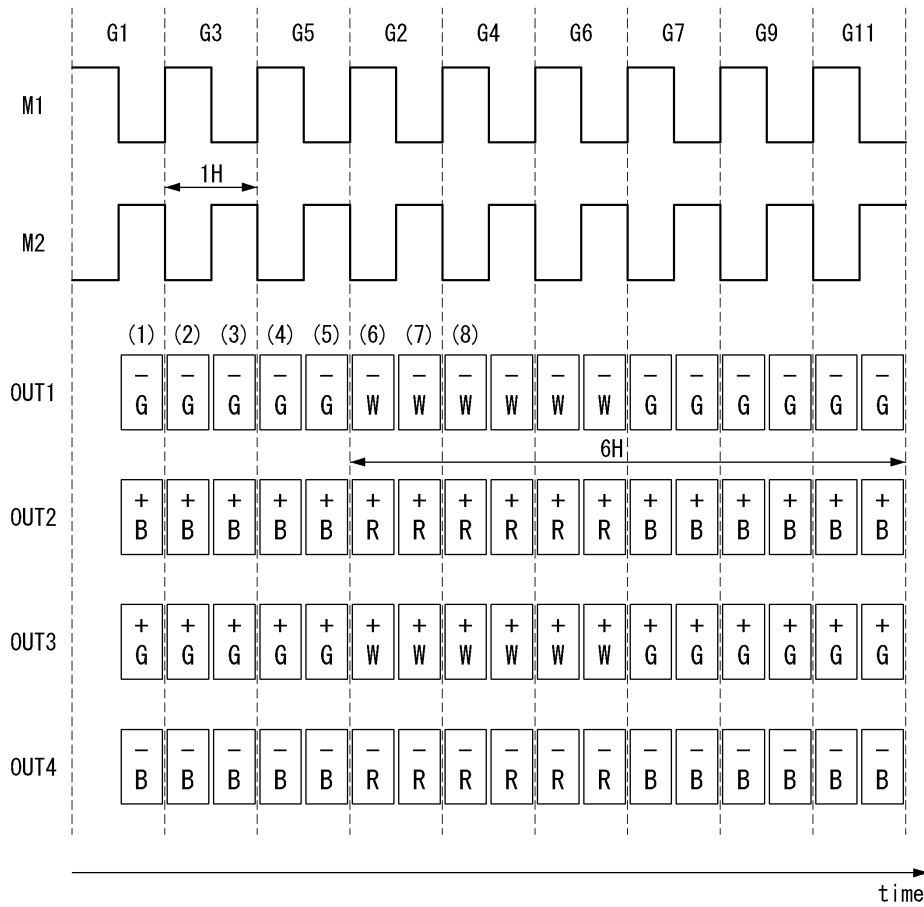 G1 G3 G5 G2 G4 G6 G7 G9 G11
M1
1H
M2
(1) (2) (3) (4) (5) (6) (7) (8)
OUT1
− − − − − − − − − − − − − − − − −
G G G G G W W W W W W G G G G G G
6H
OUT2
+ + + + + + + + + + + + + + + + +
B B B B B R R R R R R B B B B B B
OUT3
+ + + + + + + + + + + + + + + + +
G G G G G W W W W W W G G G G G G
OUT4
− − − − − − − − − − − − − − − − −
B B B B B R R R R R R B B B B B B
time